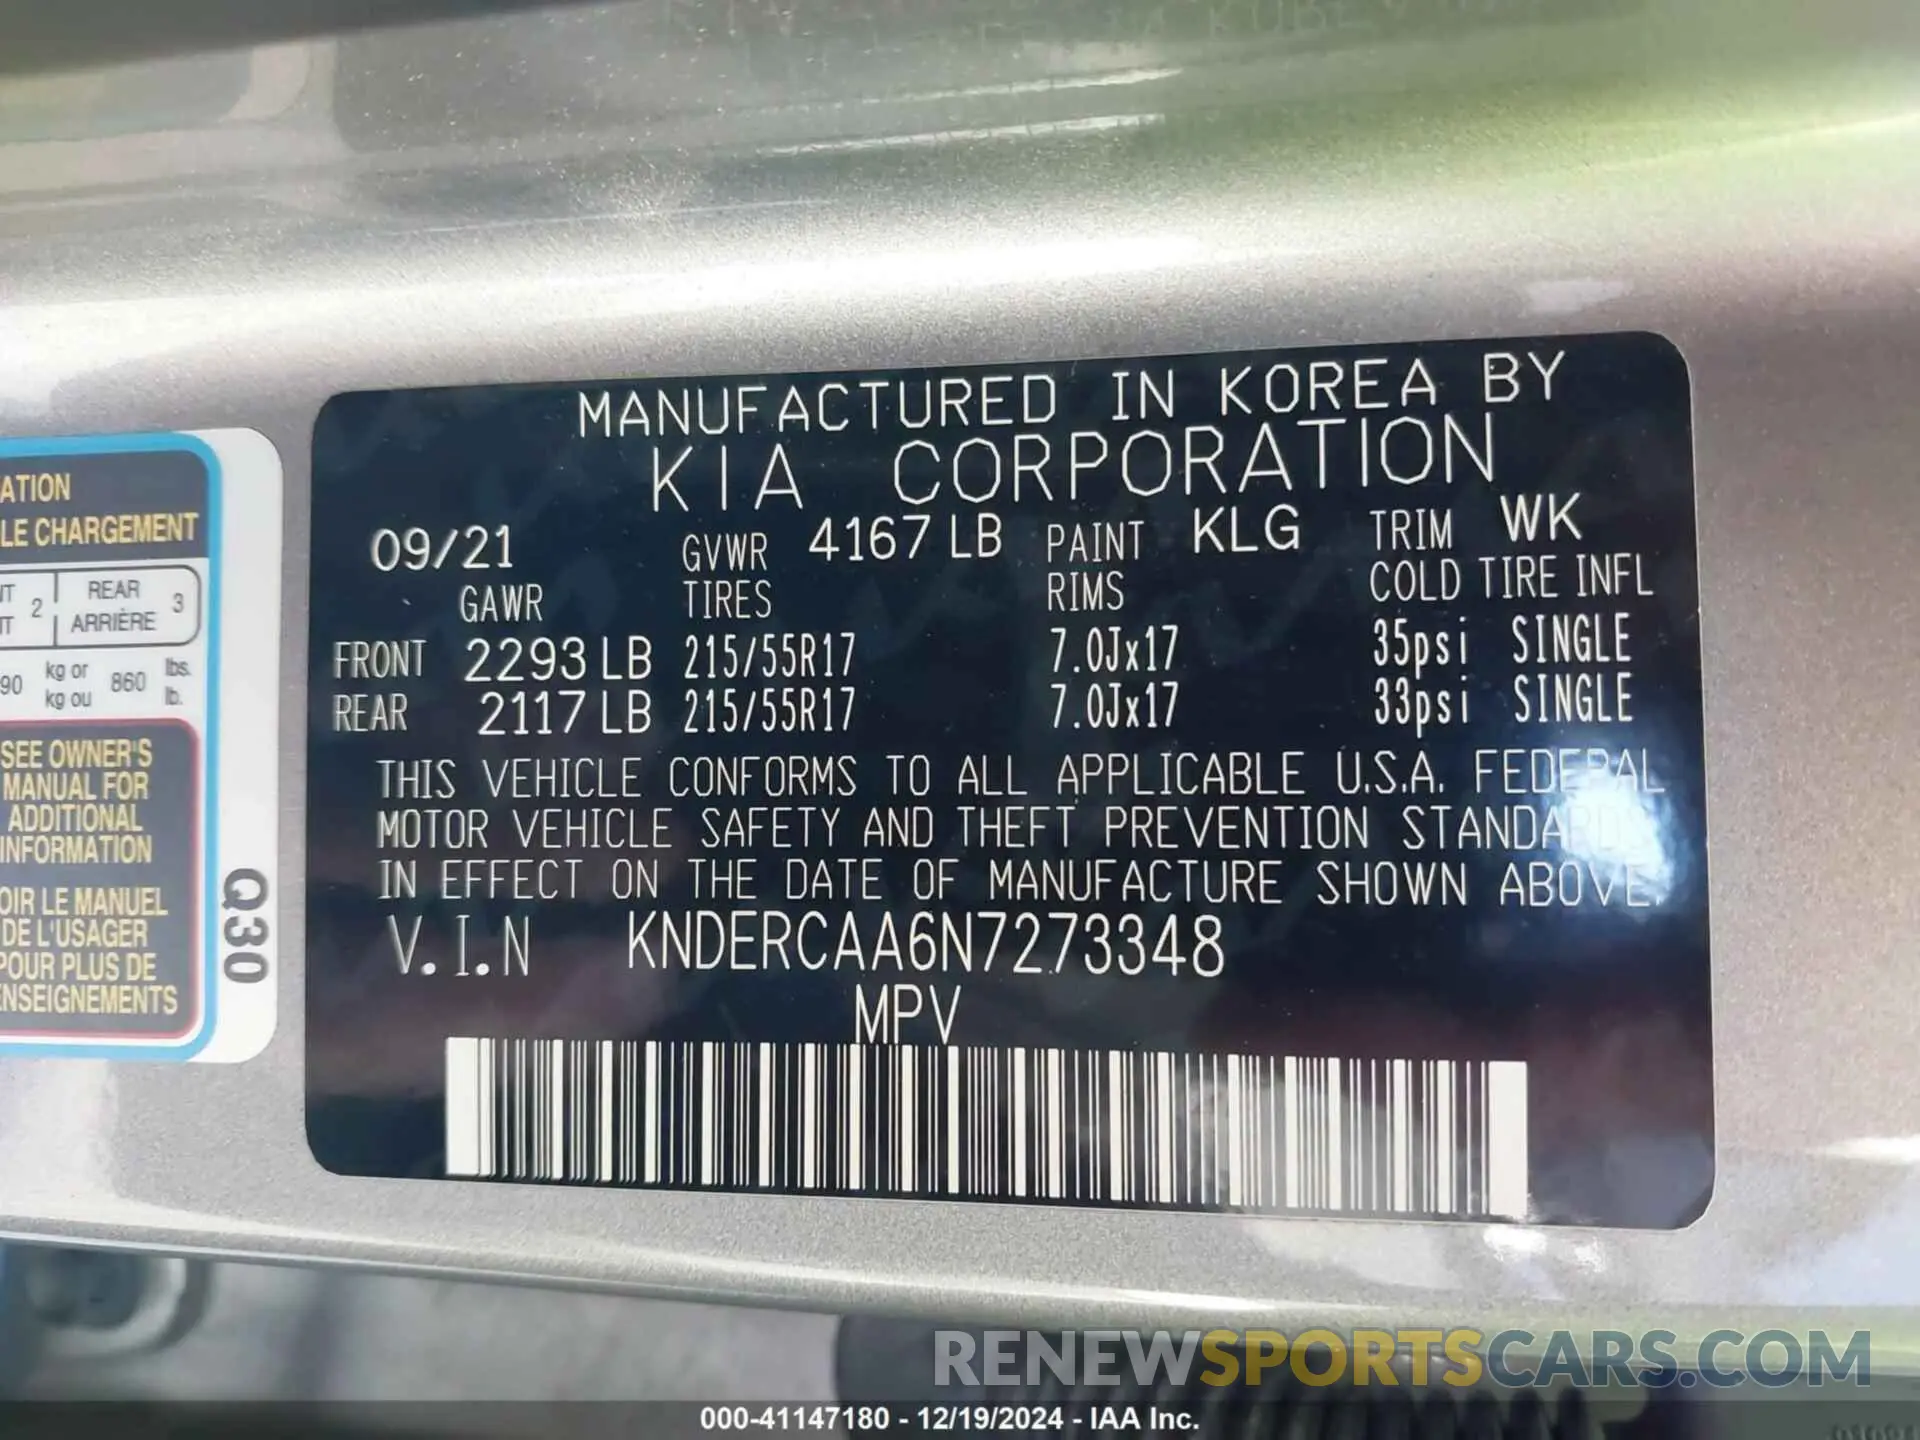 MANUFACTURED IN KOREA BY
KIA CORPORATION
09/21 GVWR 4167 LB PAINT KLG TRIM WK
GAWR TIRES RIMS COLD TIRE INFL
FRONT 2293 LB 215/55R17 7.0Jx17 35psi SINGLE
REAR 2117 LB 215/55R17 7.0Jx17 33psi SINGLE
THIS VEHICLE CONFORMS TO ALL APPLICABLE U.S.A. FEDERAL
MOTOR VEHICLE SAFETY AND THEFT PREVENTION STANDARDS
IN EFFECT ON THE DATE OF MANUFACTURE SHOWN ABOVE.
V.I.N KNDERCAA6N7273348
MPV
ATION
LE CHARGEMENT
2 REAR 3
ARRIÈRE
90 kg or 860 lbs.
kg ou lb.
SEE OWNER'S
MANUAL FOR
ADDITIONAL
INFORMATION
OIR LE MANUEL
DE L'USAGER
POUR PLUS DE
ENSEIGNEMENTS
Q30
RENEWSPORTSCARS.COM
000-41147180 - 12/19/2024 - IAA Inc.